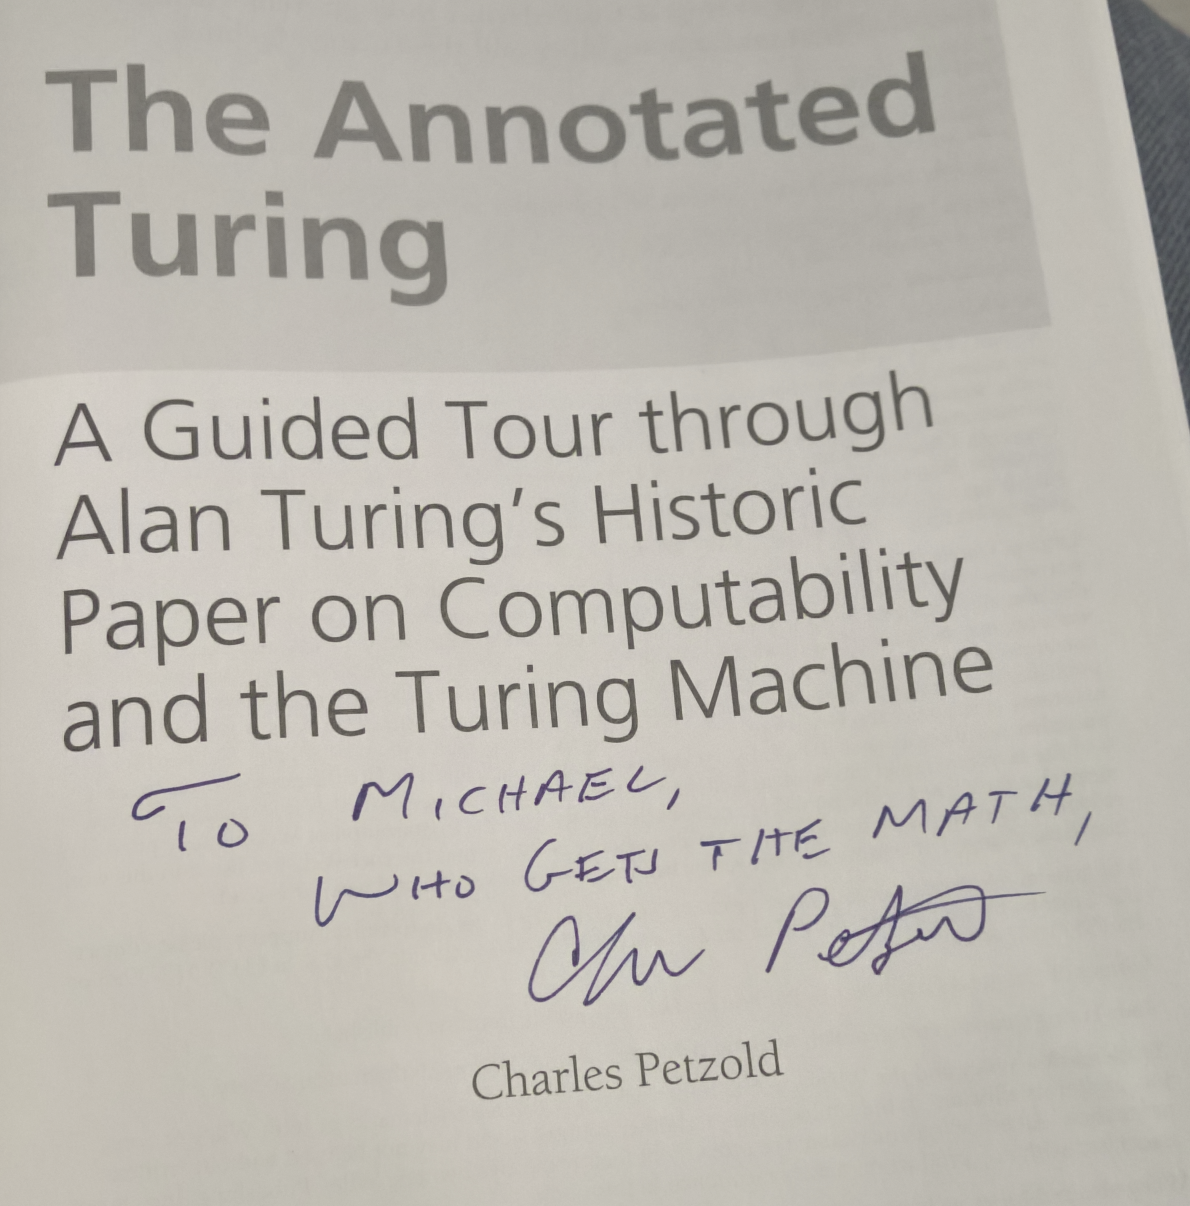 The Annotated
Turing
A Guided Tour through
Alan Turing's Historic
Paper on Computability
and the Turing Machine
TO MICHAEL,
WHO GETS THE MATH,
Charles Petzold